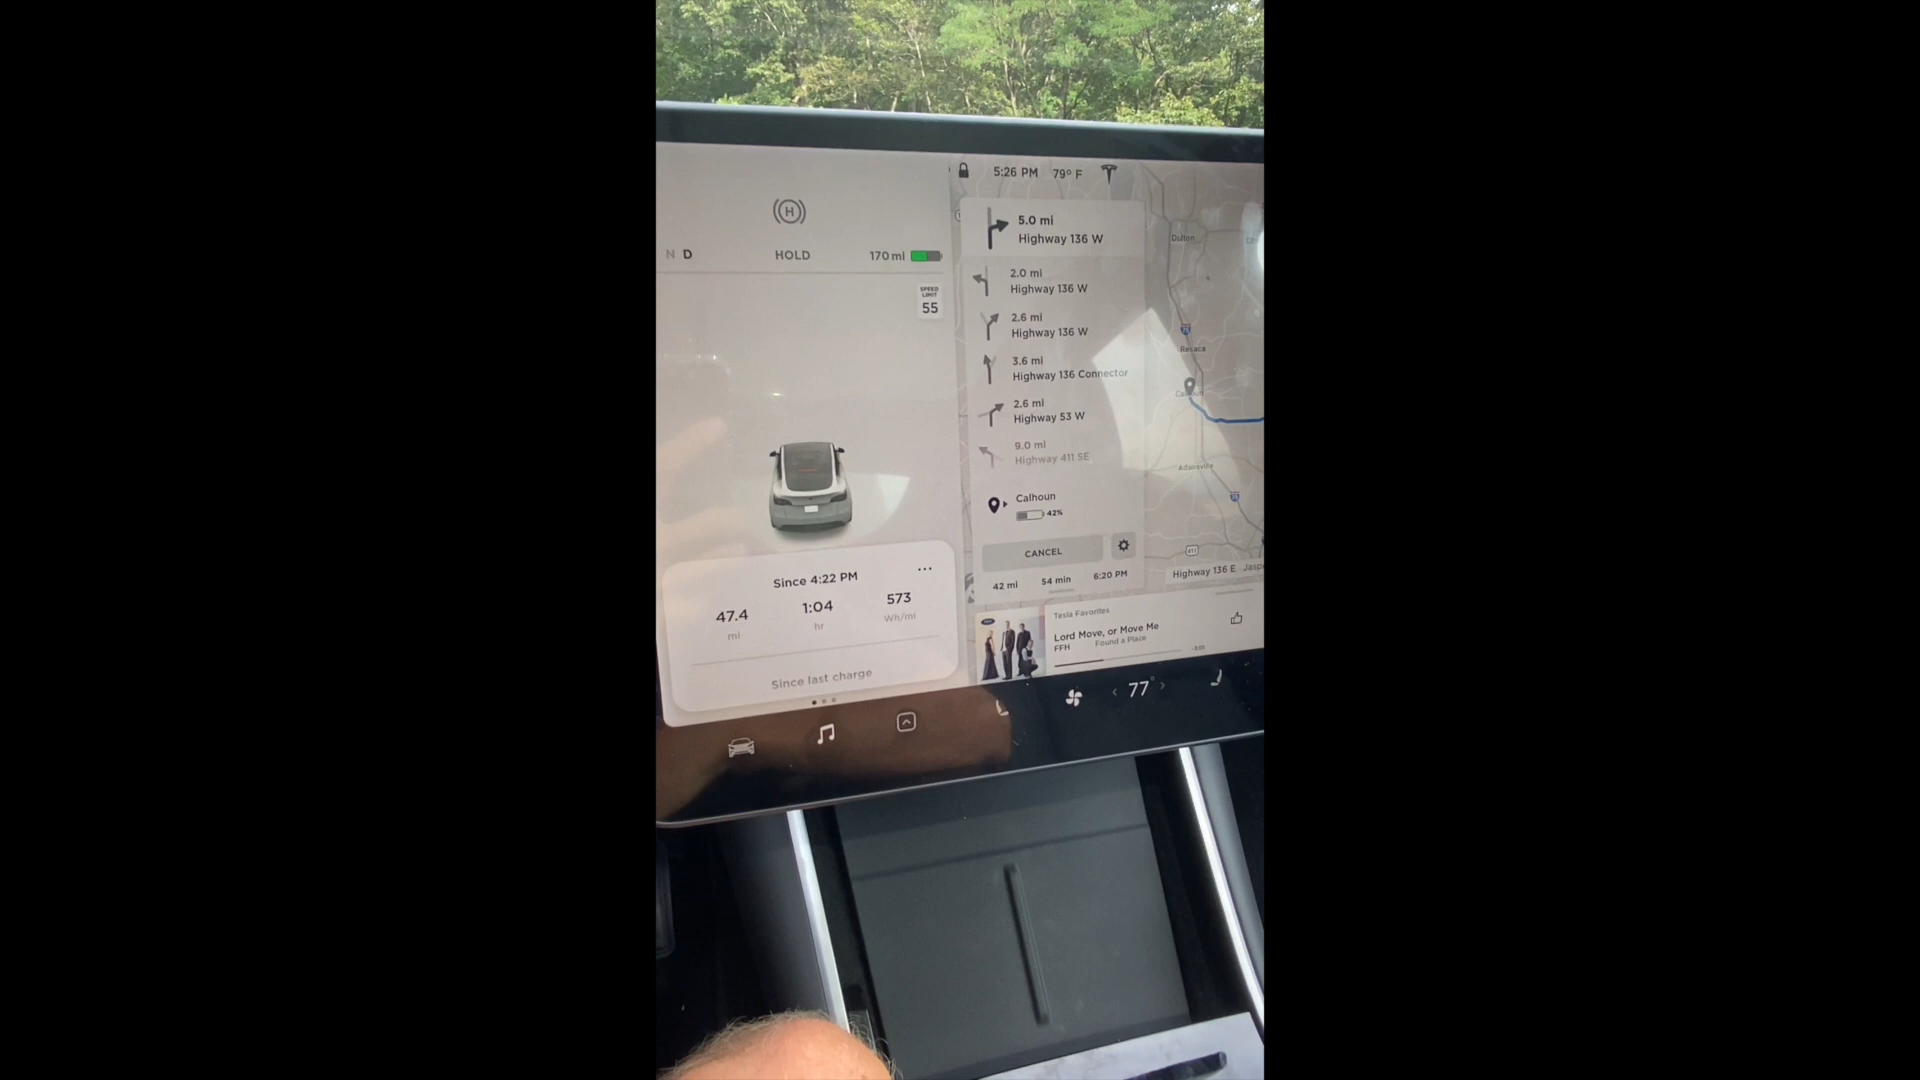 N D
HOLD
170 mi
SPEED
LIMIT
55
Since 4:22 PM
...
47.4
mi
1:04
hr
573
Wh/mi
Since last charge
5:26 PM
79° F
5.0 mi
Highway 136 W
2.0 mi
Highway 136 W
2.6 mi
Highway 136 W
3.6 mi
Highway 136 Connector
2.6 mi
Highway 53 W
9.0 mi
Highway 411 SE
Calhoun
42%
CANCEL
42 mi
54 min
6:20 PM
Dalton
Resaca
Calhoun
Adairsville
411
Highway 136 E
Tesla Favorites
Lord Move, or Move Me
FFH
Found a Place
77°